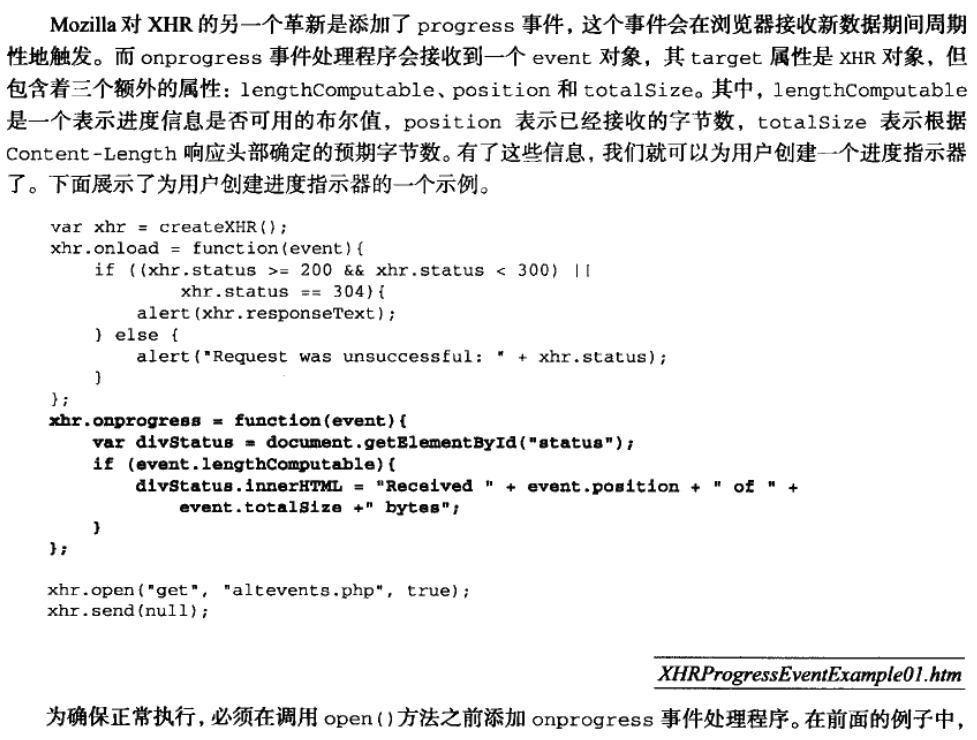 Mozilla 对 XHR 的另一个革新是添加了 progress 事件，这个事件会在浏览器接收新数据期间周期
性地触发。而 onprogress 事件处理程序会接收到一个 event 对象，其 target 属性是 XHR 对象，但
包含着三个额外的属性：lengthComputable、position 和 totalSize。其中，lengthComputable
是一个表示进度信息是否可用的布尔值，position 表示已经接收的字节数，totalSize 表示根据
Content-Length 响应头部确定的预期字节数。有了这些信息，我们就可以为用户创建一个进度指示器
了。下面展示了为用户创建进度指示器的一个示例。
var xhr = createXHR();
xhr.onload = function(event){
    if ((xhr.status >= 200 && xhr.status < 300) ||
            xhr.status == 304){
        alert(xhr.responseText);
    } else {
        alert("Request was unsuccessful: " + xhr.status);
    }
};
xhr.onprogress = function(event){
    var divStatus = document.getElementById("status");
    if (event.lengthComputable){
        divStatus.innerHTML = "Received " + event.position + " of " +
            event.totalSize +" bytes";
    }
};
xhr.open("get", "altevents.php", true);
xhr.send(null);
XHRProgressEventExample01.htm
为确保正常执行，必须在调用 open()方法之前添加 onprogress 事件处理程序。在前面的例子中，